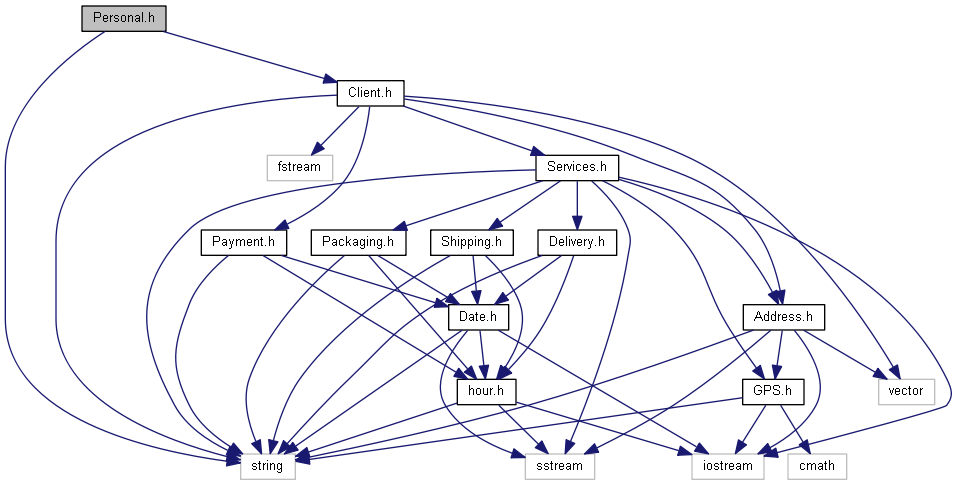 Personal.h
Client.h
fstream
Services.h
Payment.h
Packaging.h
Shipping.h
Delivery.h
Date.h
Address.h
hour.h
GPS.h
vector
string
sstream
iostream
cmath